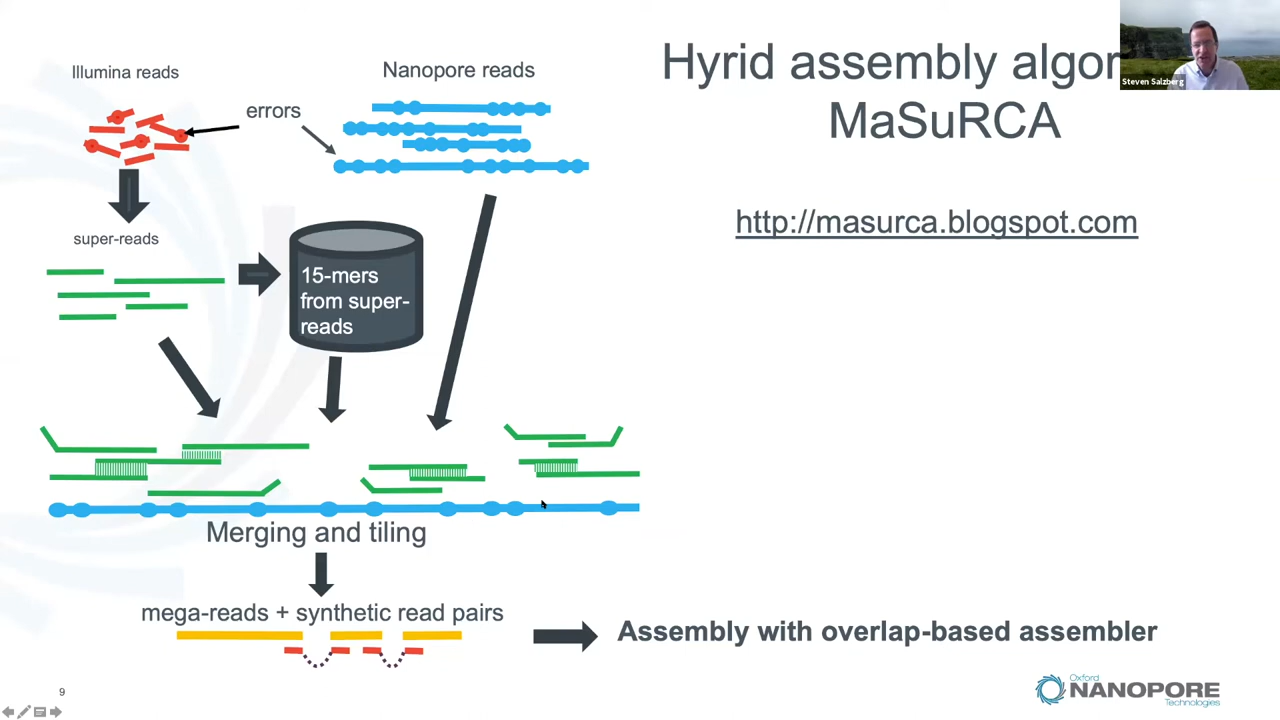 Illumina reads
Nanopore reads
errors
Hyrid assembly algor
MaSuRCA
Steven Salzberg
http://masurca.blogspot.com
super-reads
15-mers
from super-
reads
Merging and tiling
mega-reads + synthetic read pairs
Assembly with overlap-based assembler
9
Oxford
NANOPORE
Technologies